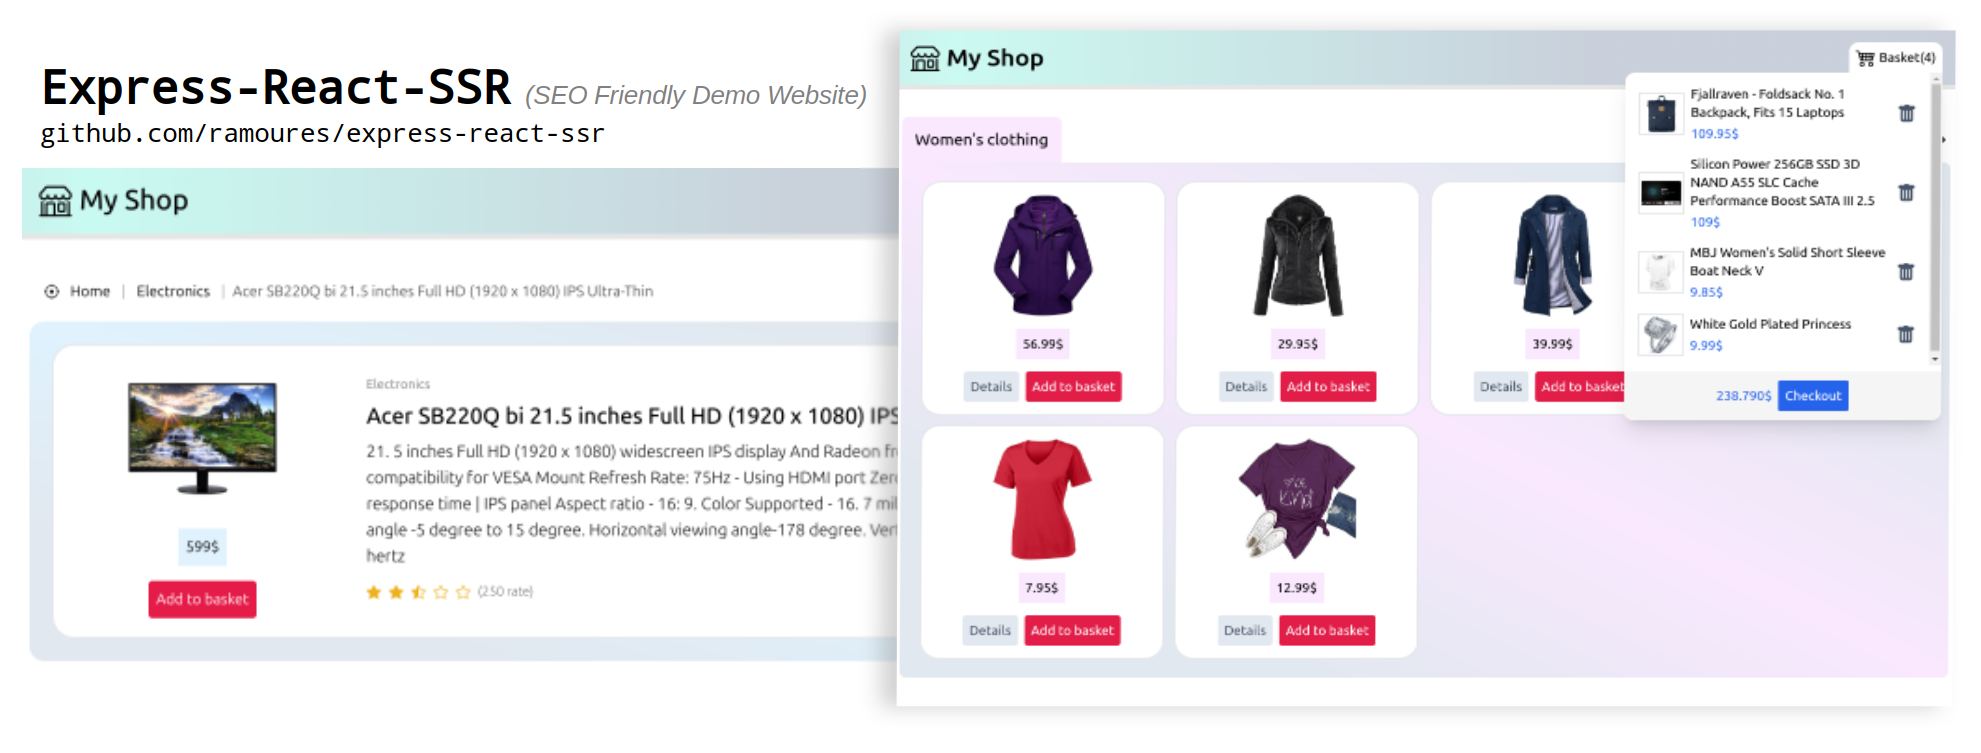 Express-React-SSR (SEO Friendly Demo Website)
github.com/ramoures/express-react-ssr
My Shop
Home | Electronics | Acer SB220Q bi 21.5 inches Full HD (1920 x 1080) IPS Ultra-Thin
599$
Add to basket
Electronics
Acer SB220Q bi 21.5 inches Full HD (1920 x 1080) IPS
21. 5 inches Full HD (1920 x 1080) widescreen IPS display And Radeon
compatibility for VESA Mount Refresh Rate: 75Hz - Using HDMI port
response time | IPS panel Aspect ratio - 16: 9. Color Supported - 16. 7
angle -5 degree to 15 degree. Horizontal viewing angle-178 degree.
hertz
(250 rate)
My Shop
Basket(4)
Women's clothing
56.99$
Details Add to basket
29.95$
Details Add to basket
39.99$
Details Add to basket
7.95$
Details Add to basket
BE
Kind
12.99$
Details Add to basket
Fjallraven - Foldsack No. 1
Backpack, Fits 15 Laptops
109.95$
Silicon Power 256GB SSD 3D
NAND A55 SLC Cache
Performance Boost SATA III 2.5
109$
MBJ Women's Solid Short Sleeve
Boat Neck V
9.85$
White Gold Plated Princess
9.99$
238.790$ Checkout